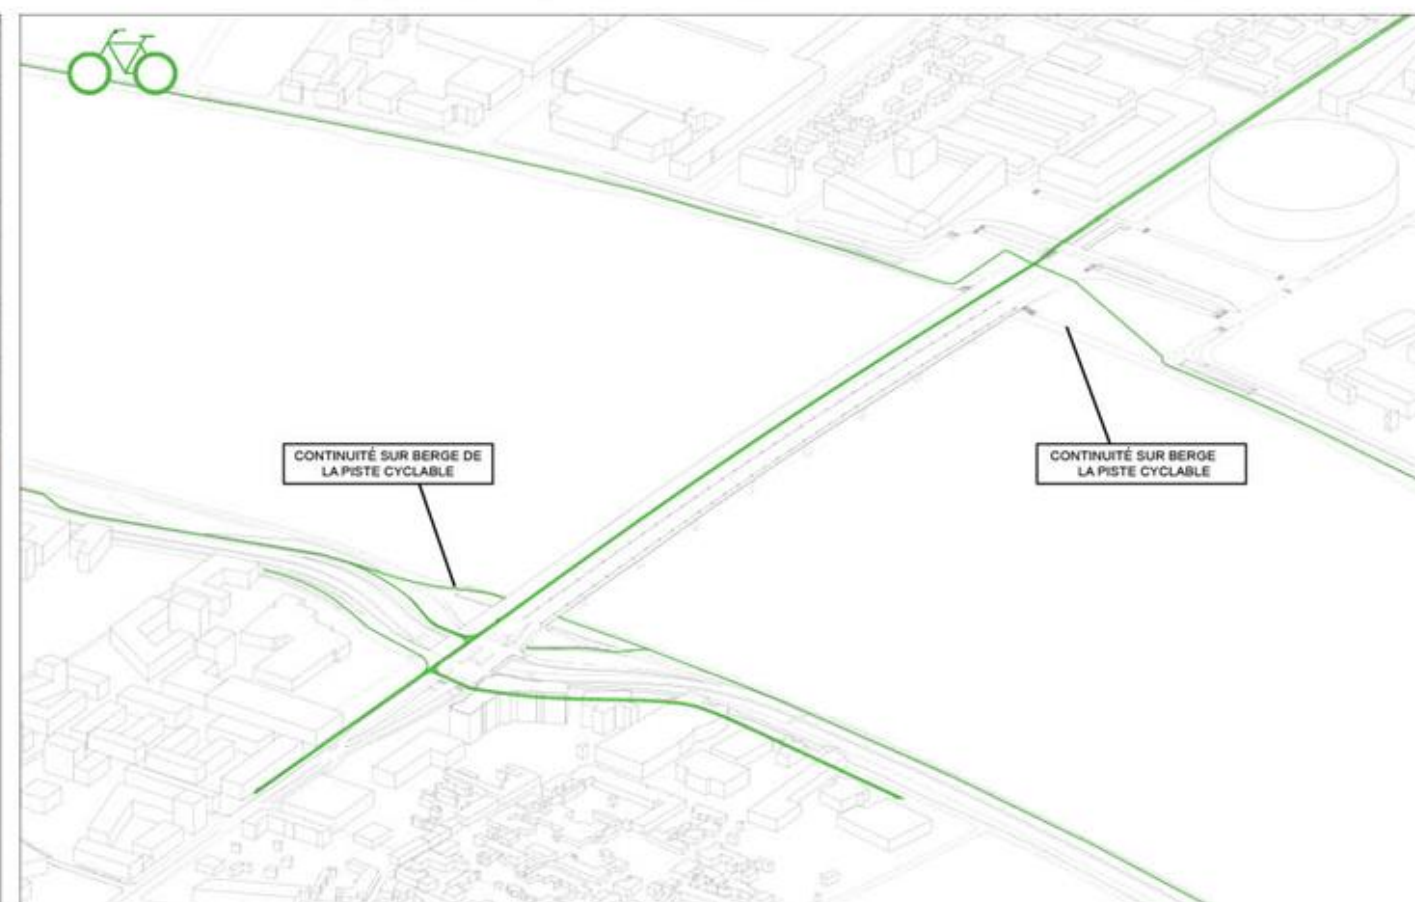 CONTINUITÉ SUR BERGE DE
LA PISTE CYCLABLE
CONTINUITÉ SUR BERGE
LA PISTE CYCLABLE